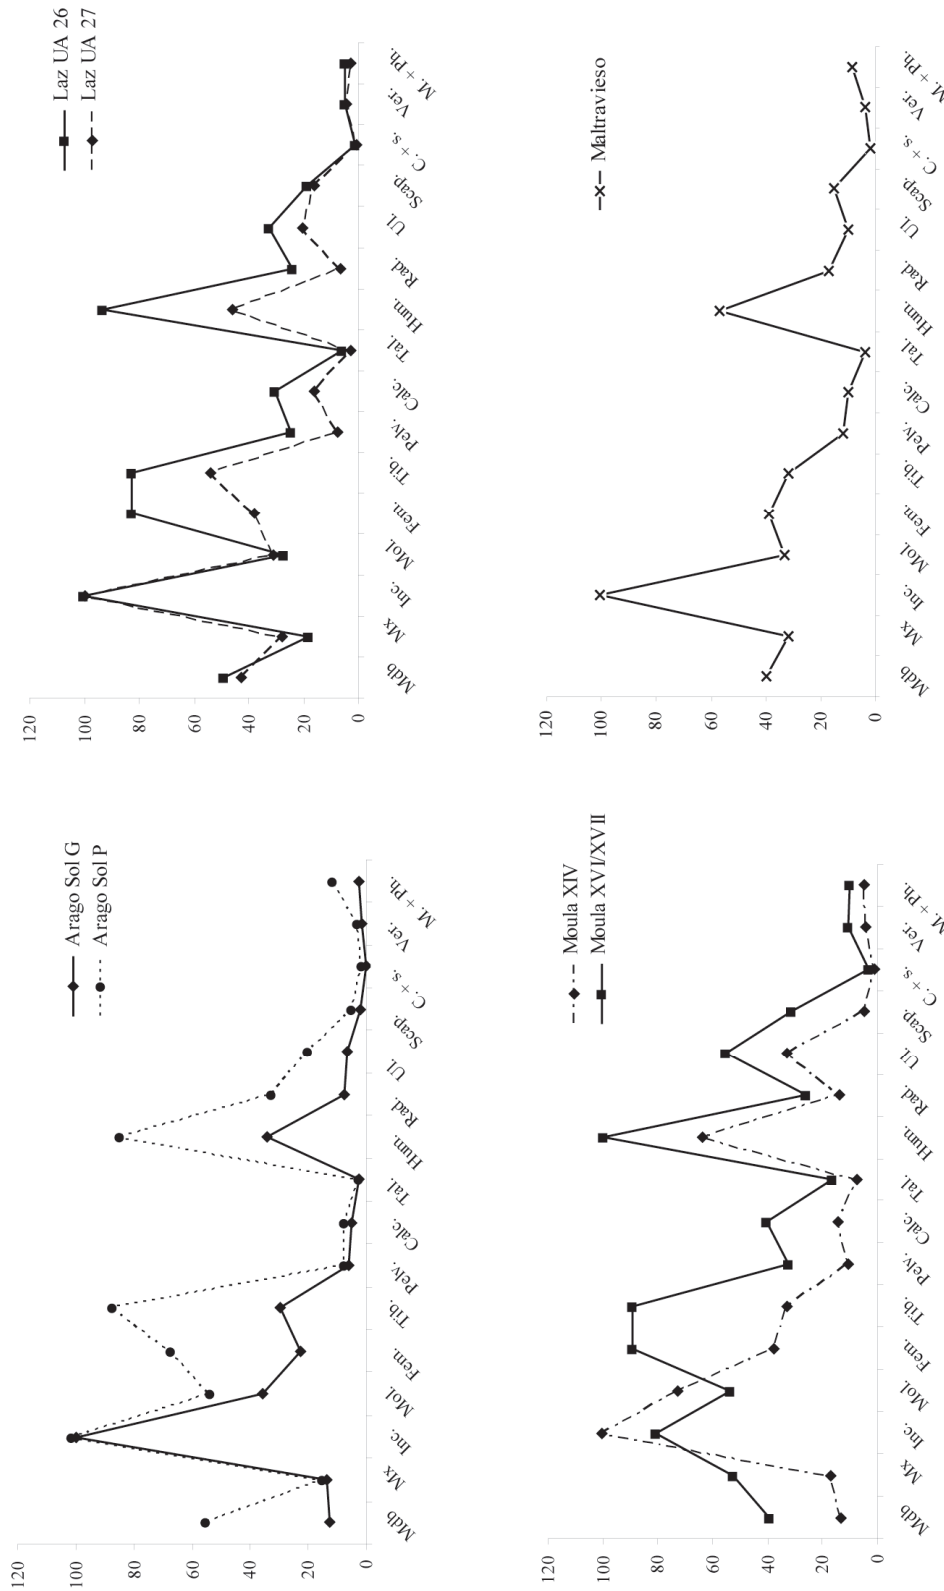 Arago Sol G
Arago Sol P
120
100
80
60
40
20
0
Mdb
Mx
Inc.
Mol.
Fem.
Tib.
Pelv.
Calc.
Tal.
Hum.
Rad.
Ul.
Scap.
C. + s.
Ver.
M. + Ph.
Laz UA 26
Laz UA 27
120
100
80
60
40
20
0
Mdb
Mx
Inc.
Mol.
Fem.
Tib.
Pelv.
Calc.
Tal.
Hum.
Rad.
Ul.
Scap.
C. + s.
Ver.
M. + Ph.
Moula XIV
Moula XVI/XVII
120
100
80
60
40
20
0
Mdb
Mx
Inc.
Mol.
Fem.
Tib.
Pelv.
Calc.
Tal.
Hum.
Rad.
Ul.
Scap.
C. + s.
Ver.
M. + Ph.
Maltravieso
120
100
80
60
40
20
0
Mdb
Mx
Inc.
Mol.
Fem.
Tib.
Pelv.
Calc.
Tal.
Hum.
Rad.
Ul.
Scap.
C. + s.
Ver.
M. + Ph.